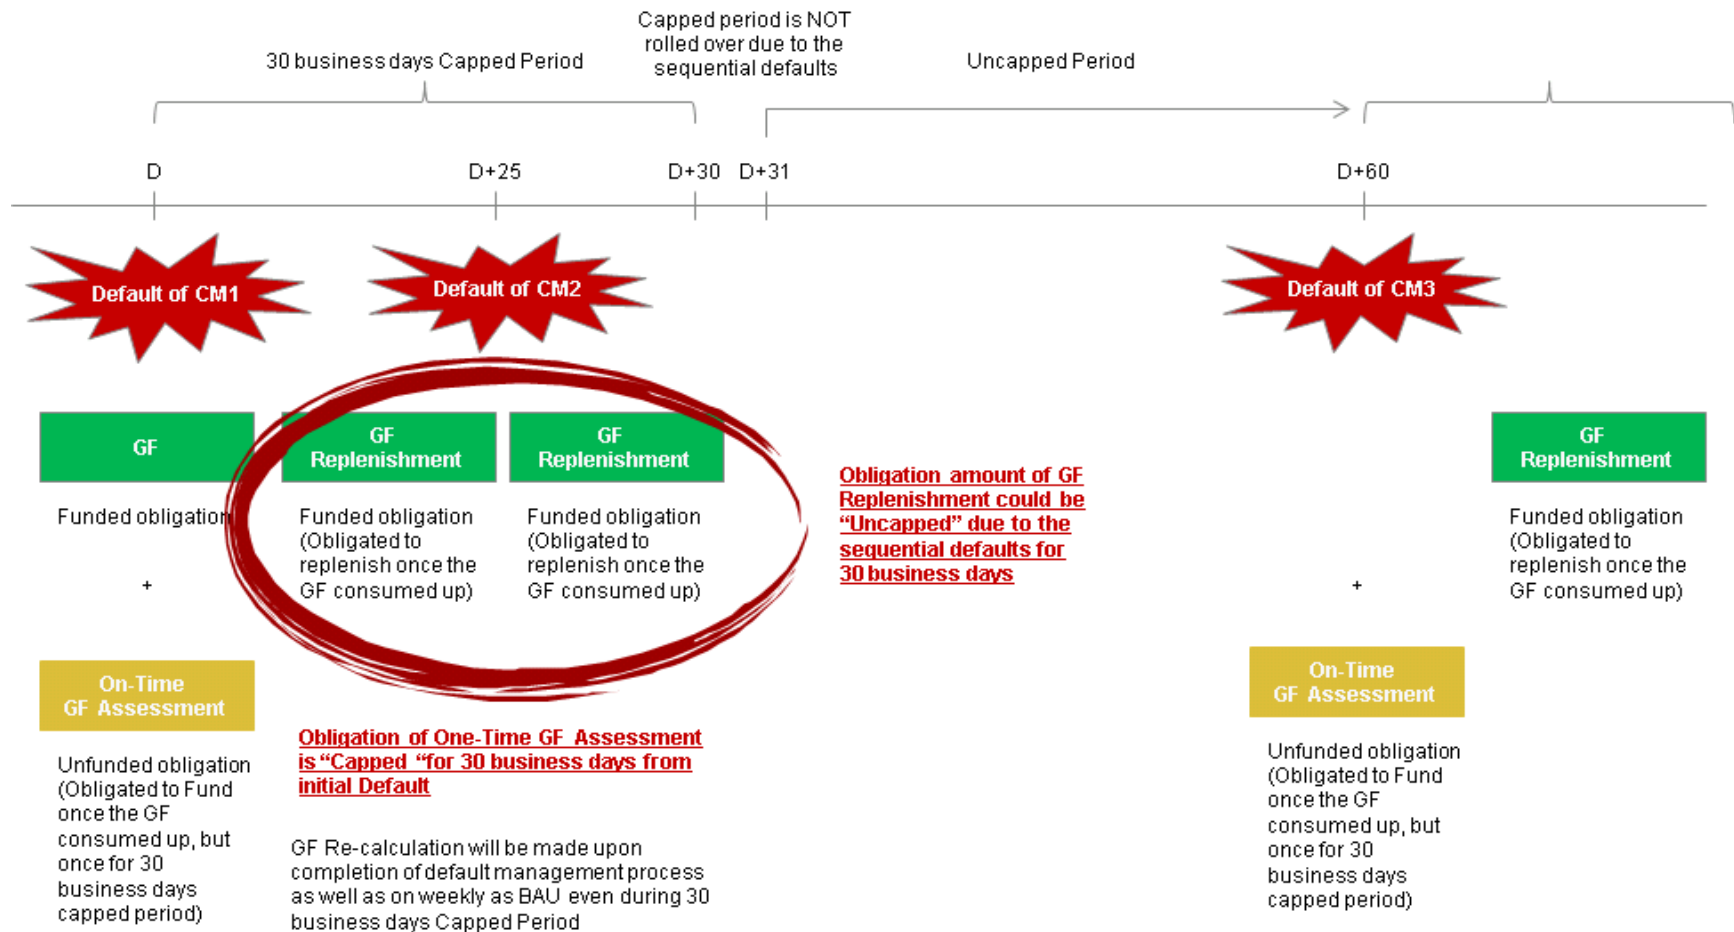 Capped period is NOT
rolled over due to the
sequential defaults
30 business days Capped Period
Uncapped Period
D
D+25
D+30
D+31
D+60
Default of CM1
Default of CM2
Default of CM3
GF
GF
Replenishment
GF
Replenishment
GF
Replenishment
Funded obligation
Funded obligation
(Obligated to
replenish once the
GF consumed up)
Funded obligation
(Obligated to
replenish once the
GF consumed up)
Obligation amount of GF
Replenishment could be
“Uncapped” due to the
sequential defaults for
30 business days
Funded obligation
(Obligated to
replenish once the
GF consumed up)
+
+
On-Time
GF Assessment
On-Time
GF Assessment
Unfunded obligation
(Obligated to Fund
once the GF
consumed up, but
once for 30
business days
capped period)
Obligation of One-Time GF Assessment
is “Capped “for 30 business days from
initial Default
GF Re-calculation will be made upon
completion of default management process
as well as on weekly as BAU even during 30
business days Capped Period
Unfunded obligation
(Obligated to Fund
once the GF
consumed up, but
once for 30
business days
capped period)